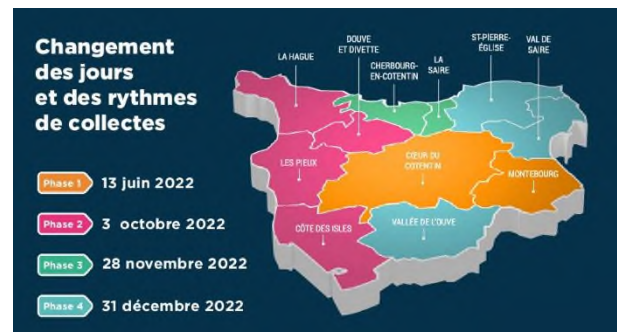 Changement
des jours
et des rythmes
de collectes
Phase 1 13 juin 2022
Phase 2 3 octobre 2022
Phase 3 28 novembre 2022
Phase 4 31 décembre 2022
LA HAGUE
DOUVE
ET DIVETTE
CHERBOURG-
EN-COTENTIN
LA
SAIRE
ST-PIERRE-
ÉGLISE
VAL DE
SAIRE
LES PIEUX
CŒUR DU
COTENTIN
MONTEBOURG
CÔTE DES ISLES
VALLÉE DE L'OUVE